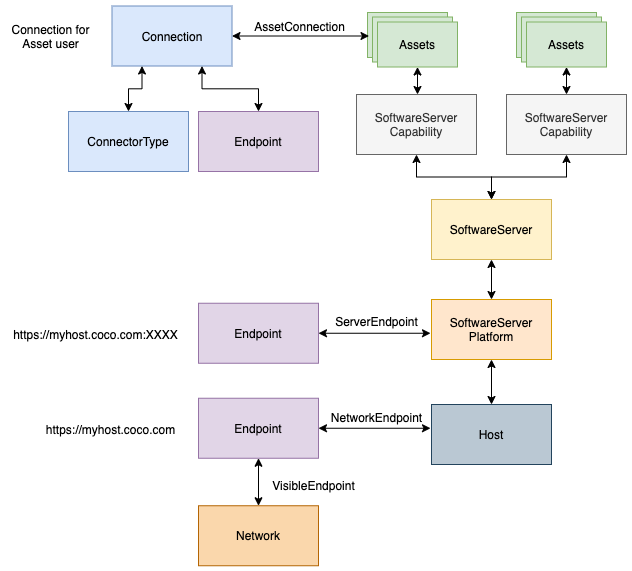 Connection for
Asset user
Connection
AssetConnection
Assets
Assets
ConnectorType
Endpoint
SoftwareServer
Capability
SoftwareServer
Capability
SoftwareServer
https://myhost.coco.com:XXXX
Endpoint
ServerEndpoint
SoftwareServer
Platform
https://myhost.coco.com
Endpoint
NetworkEndpoint
Host
VisibleEndpoint
Network